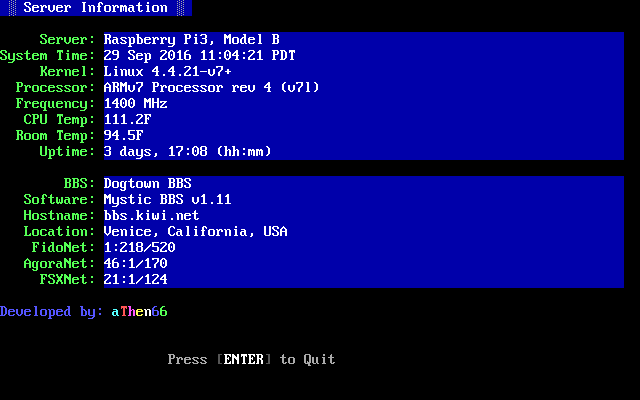 Server Information
Server: Raspberry Pi3, Model B
System Time: 29 Sep 2016 11:04:21 PDT
Kernel: Linux 4.4.21-v7+
Processor: ARMv7 Processor rev 4 (v7l)
Frequency: 1400 MHz
CPU Temp: 111.2F
Room Temp: 94.5F
Uptime: 3 days, 17:08 (hh:mm)
BBS: Dogtown BBS
Software: Mystic BBS v1.11
Hostname: bbs.kiwi.net
Location: Venice, California, USA
FidoNet: 1:218/520
AgoraNet: 46:1/170
FSXNet: 21:1/124
Developed by: aThen66
Press [ENTER] to Quit